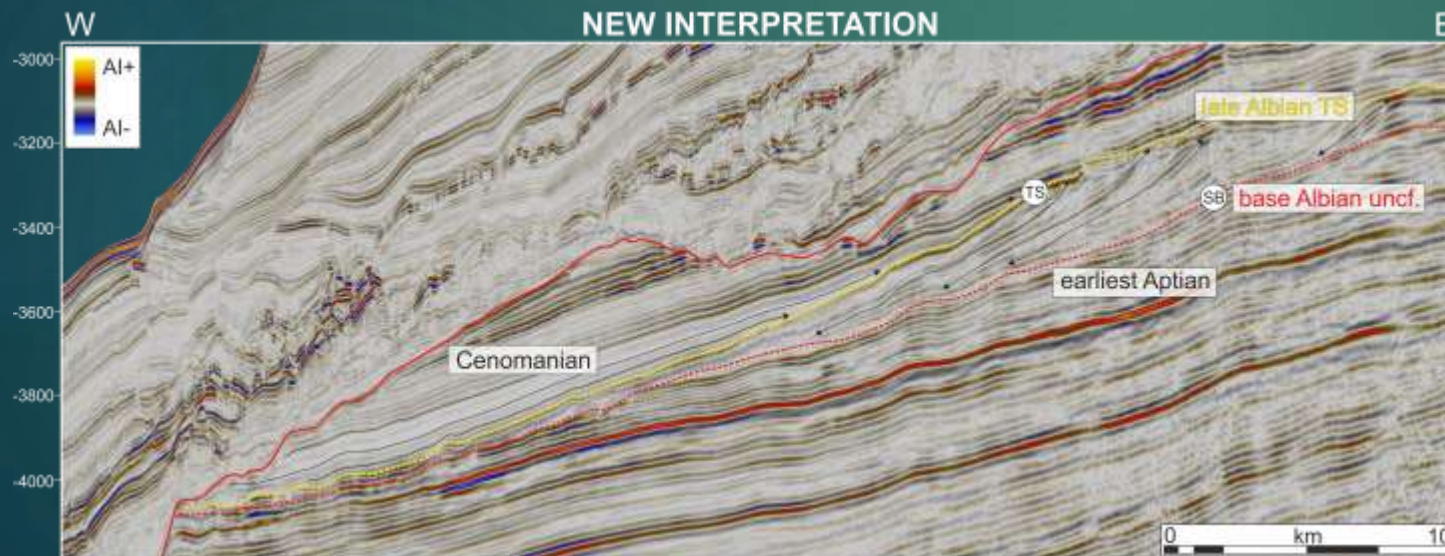 W NEW INTERPRETATION E
-3000
AI+
AI-
late Albian TS
-3200
TS
SB
base Albian uncf.
-3400
earliest Aptian
-3600
Cenomanian
-3800
-4000
0 km 10